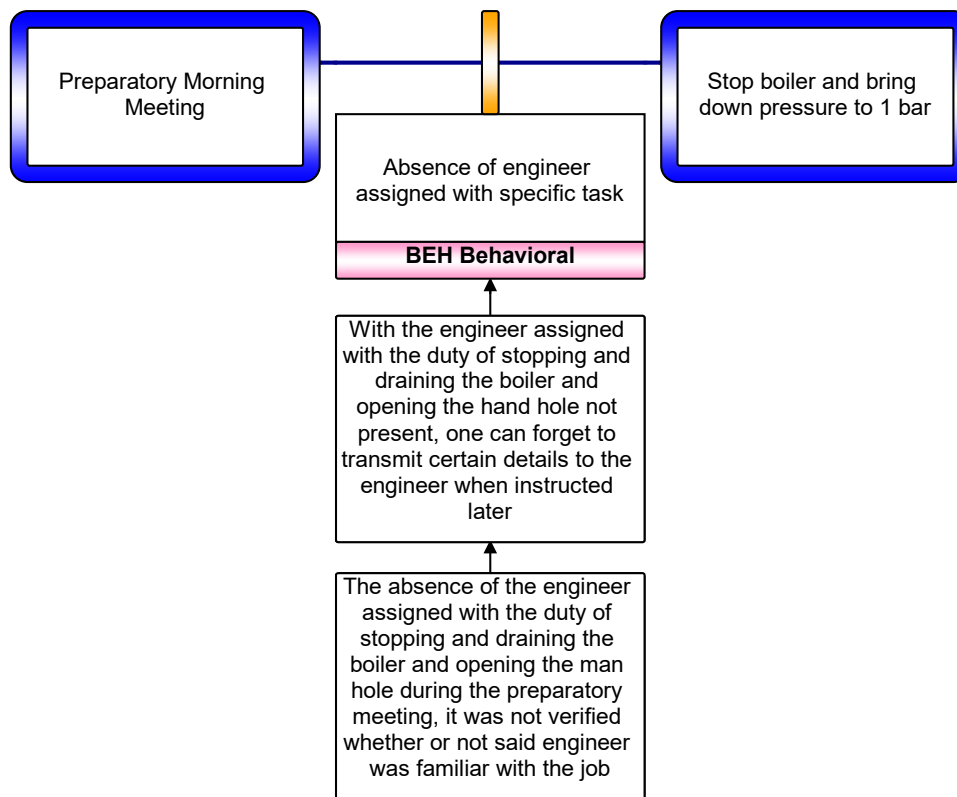 Preparatory Morning
Meeting
Stop boiler and bring
down pressure to 1 bar
Absence of engineer
assigned with specific task
BEH Behavioral
With the engineer assigned
with the duty of stopping and
draining the boiler and
opening the hand hole not
present, one can forget to
transmit certain details to the
engineer when instructed
later
The absence of the engineer
assigned with the duty of
stopping and draining the
boiler and opening the man
hole during the preparatory
meeting, it was not verified
whether or not said engineer
was familiar with the job